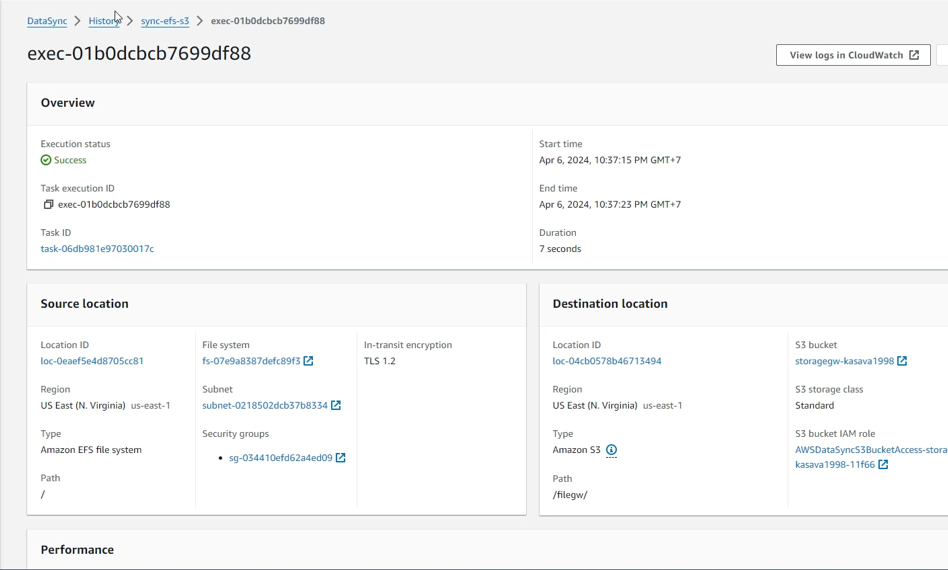 DataSync > History > sync-efs-s3 > exec-01b0dcbcb7699df88
exec-01b0dcbcb7699df88
View logs in CloudWatch
Overview
Execution status
Success
Task execution ID
exec-01b0dcbcb7699df88
Task ID
task-06db981e97030017c
Start time
Apr 6, 2024, 10:37:15 PM GMT+7
End time
Apr 6, 2024, 10:37:23 PM GMT+7
Duration
7 seconds
Source location
Location ID
loc-0eaef5e4d8705cc81
Region
US East (N. Virginia) us-east-1
Type
Amazon EFS file system
Path
/
File system
fs-07e9a8387defc89f3
Subnet
subnet-0218502dcb37b8334
Security groups
• sg-034410efd62a4ed09
In-transit encryption
TLS 1.2
Destination location
Location ID
loc-04cb0578b46713494
Region
US East (N. Virginia) us-east-1
Type
Amazon S3
Path
/filegw/
S3 bucket
storagegw-kasava1998
S3 storage class
Standard
S3 bucket IAM role
AWSDataSyncS3BucketAccess-stora
kasava1998-11f66
Performance